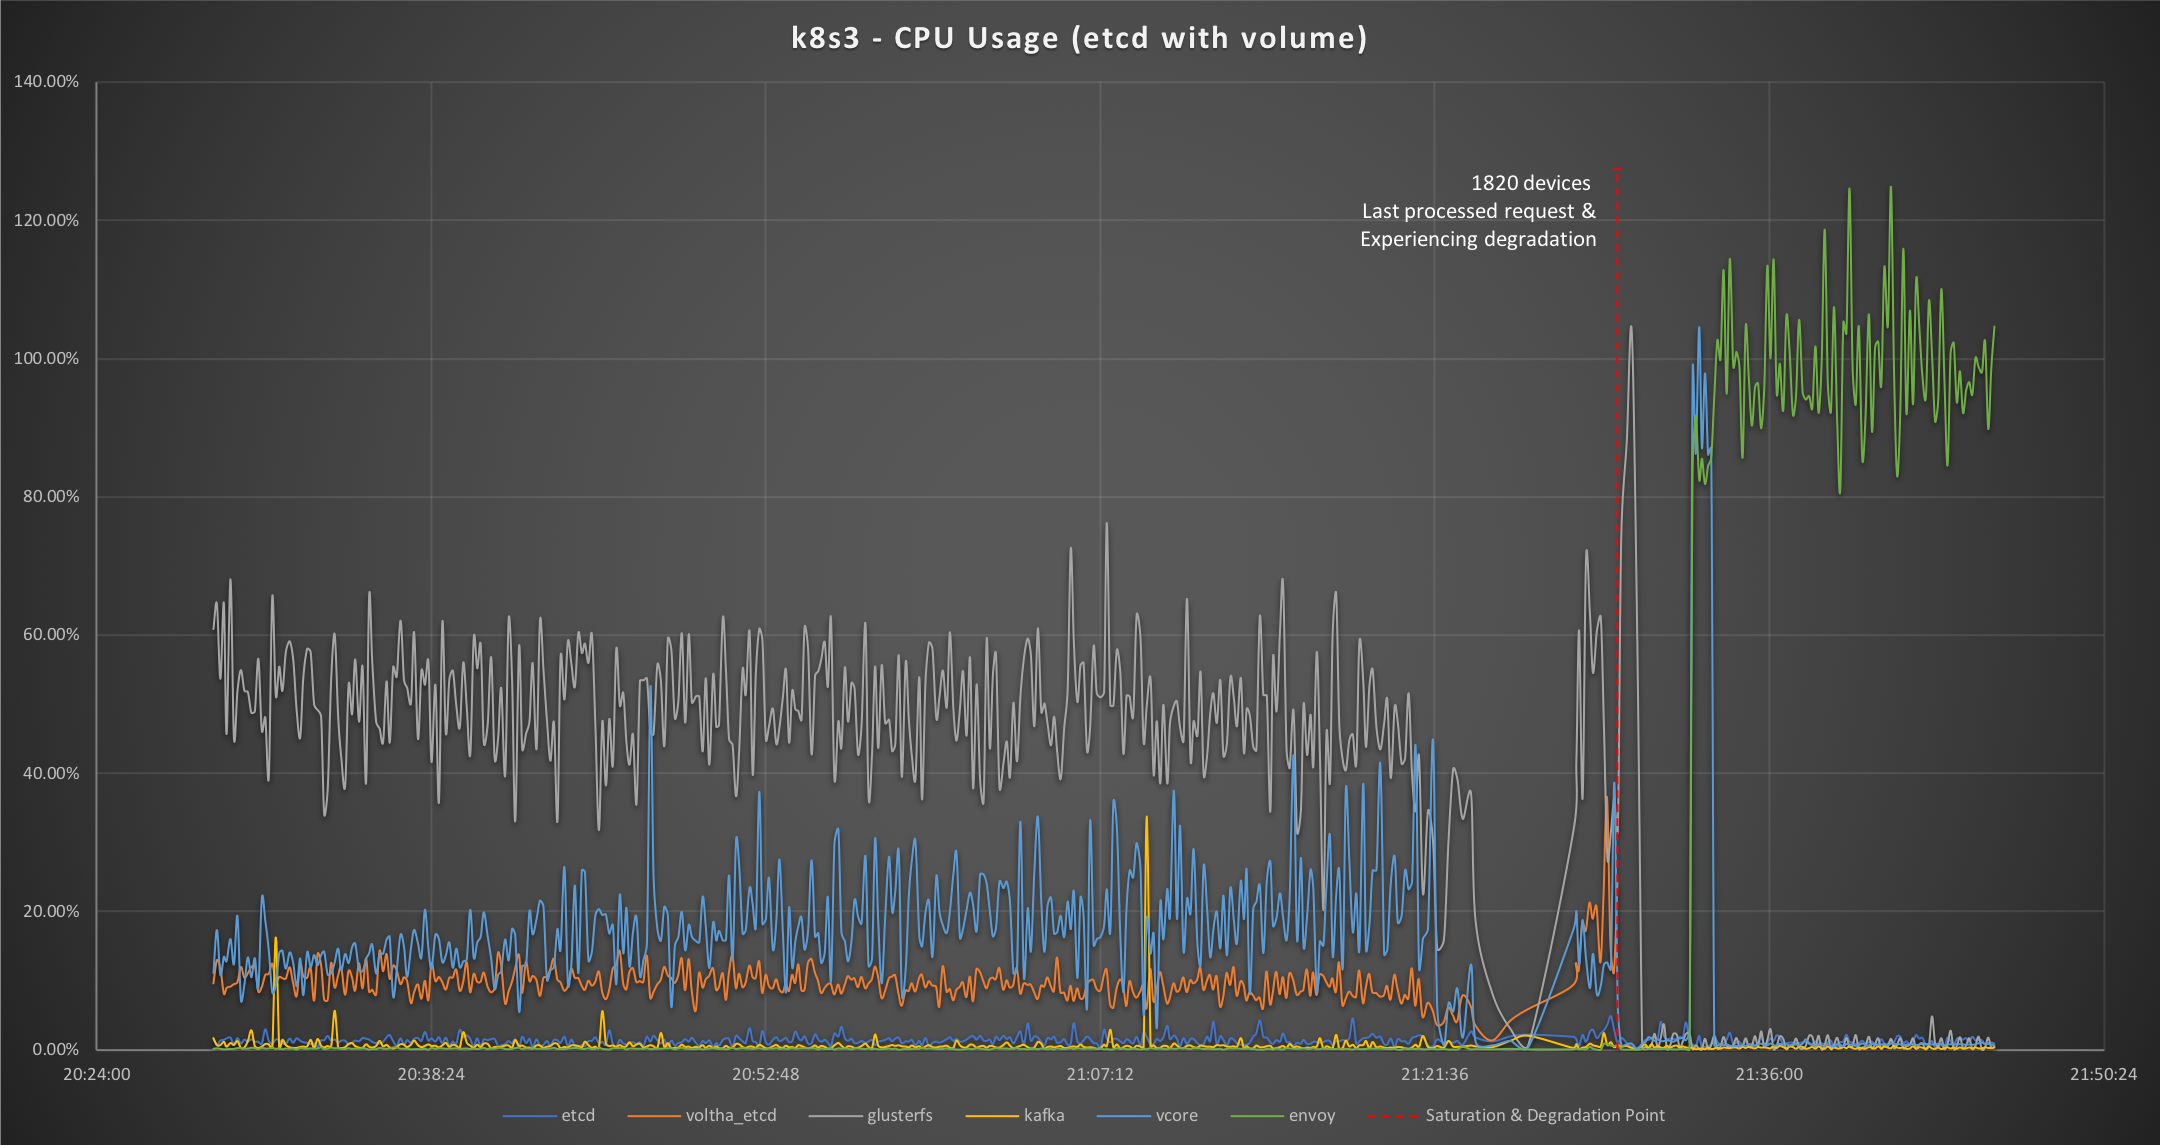 k8s3 - CPU Usage (etcd with volume)
140.00%
120.00%
100.00%
80.00%
60.00%
40.00%
20.00%
0.00%
1820 devices
Last processed request &
Experiencing degradation
20:24:00 20:38:24 20:52:48 21:07:12 21:21:36 21:36:00 21:50:24
etcd voltha_etcd glusterfs kafka vcore envoy Saturation & Degradation Point